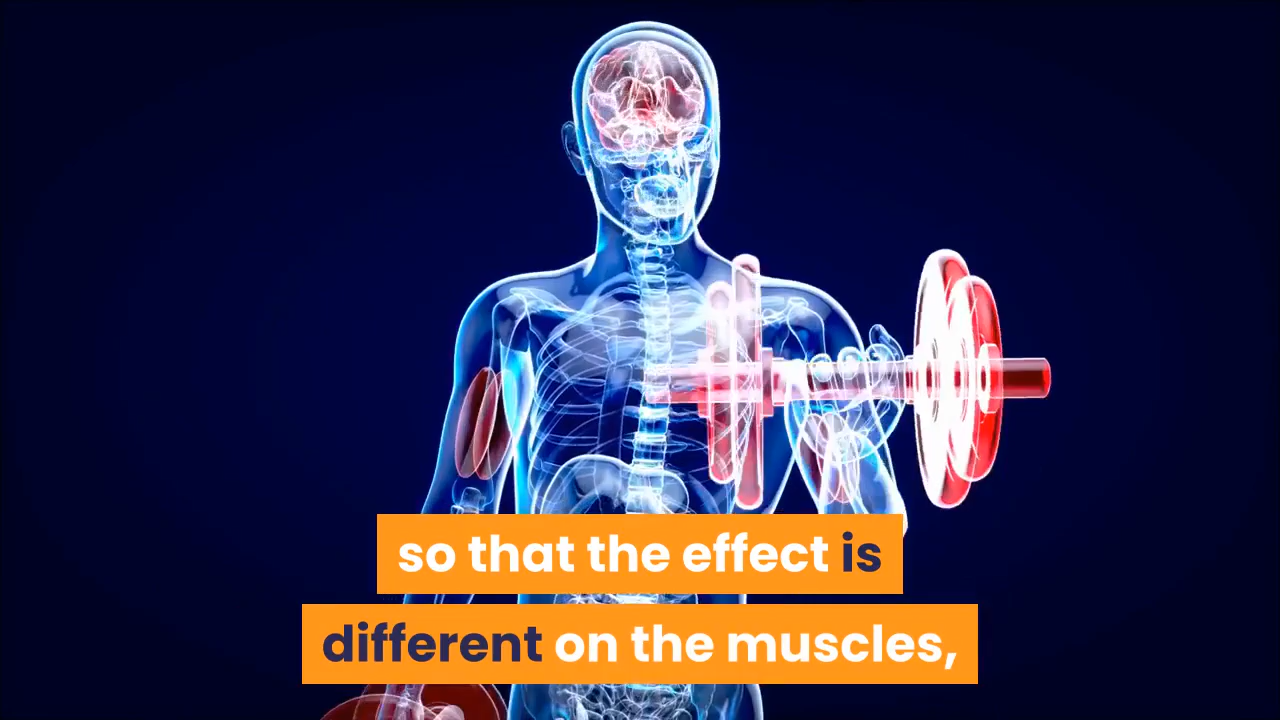 so that the effect is
different on the muscles,